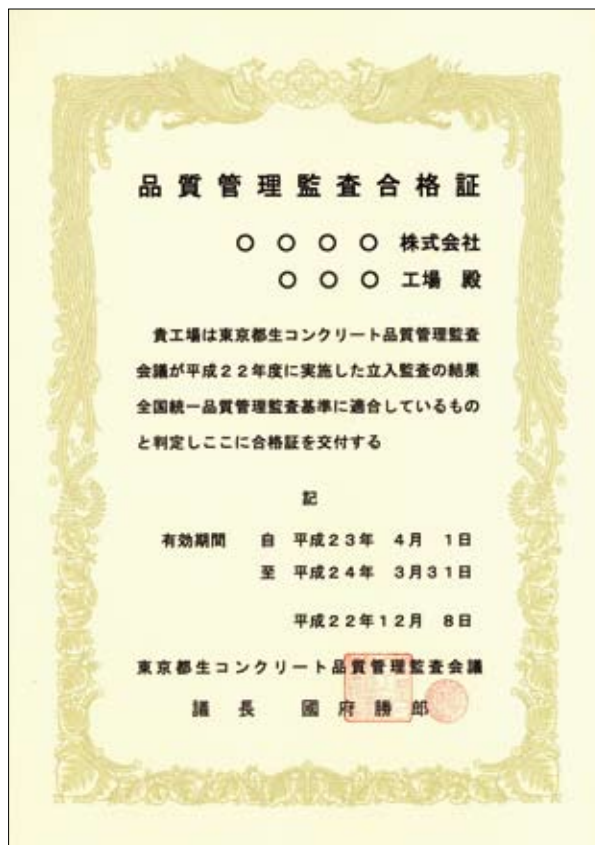 品質管理監査合格証
○○○○ 株式会社
○○○ 工場 殿
貴工場は東京都生コンクリート品質管理監査
会議が平成22年度に実施した立入監査の結果
全国統一品質管理監査基準に適合しているもの
と判定しここに合格証を交付する
記
有効期間 自 平成23年 4月 1日
至 平成24年 3月31日
平成22年12月 8日
東京都生コンクリート品質管理監査会議
議長 國府勝郎